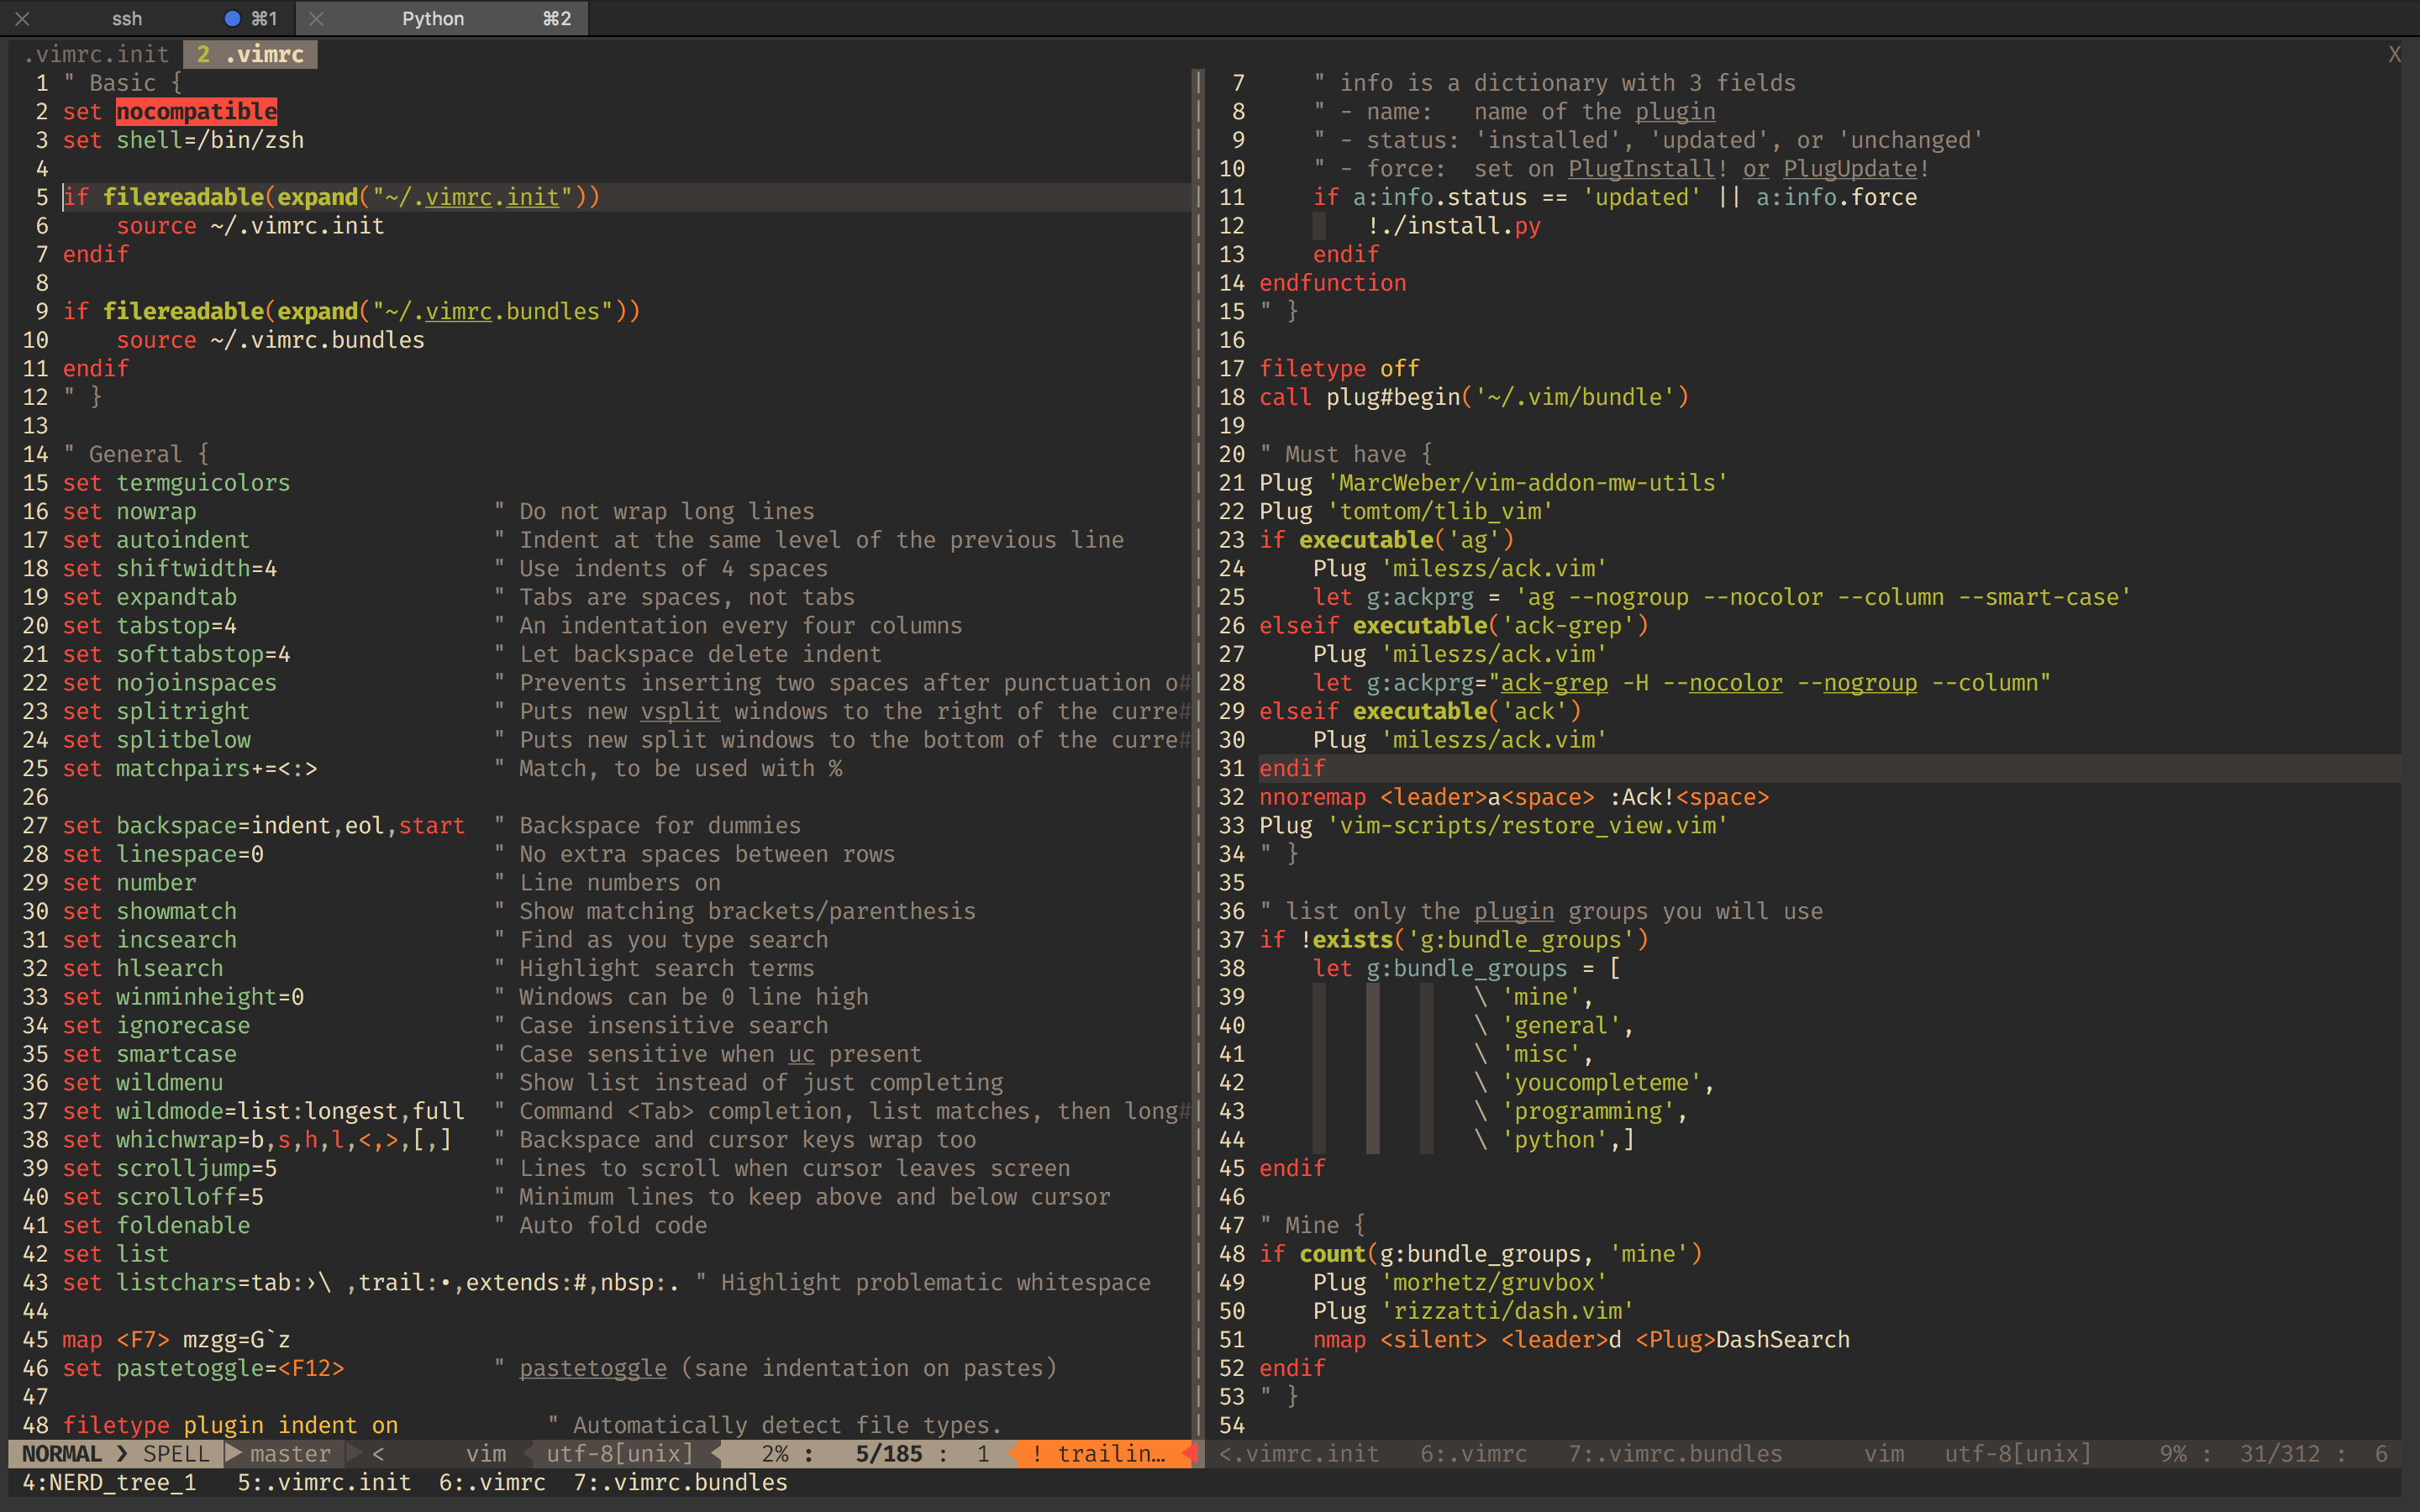 ssh ⌘1 Python ⌘2
.vimrc.init 2 .vimrc X
1 " Basic {
2 set nocompatible
3 set shell=/bin/zsh
4
5 if filereadable(expand("~/.vimrc.init"))
6     source ~/.vimrc.init
7 endif
8
9 if filereadable(expand("~/.vimrc.bundles"))
10     source ~/.vimrc.bundles
11 endif
12 " }
13
14 " General {
15 set termguicolors
16 set nowrap                      " Do not wrap long lines
17 set autoindent                  " Indent at the same level of the previous line
18 set shiftwidth=4                " Use indents of 4 spaces
19 set expandtab                   " Tabs are spaces, not tabs
20 set tabstop=4                   " An indentation every four columns
21 set softtabstop=4               " Let backspace delete indent
22 set nojoinspaces                " Prevents inserting two spaces after punctuation o#
23 set splitright                  " Puts new vsplit windows to the right of the curre#
24 set splitbelow                  " Puts new split windows to the bottom of the curre#
25 set matchpairs+=<:>             " Match, to be used with %
26
27 set backspace=indent,eol,start  " Backspace for dummies
28 set linespace=0                 " No extra spaces between rows
29 set number                      " Line numbers on
30 set showmatch                   " Show matching brackets/parenthesis
31 set incsearch                   " Find as you type search
32 set hlsearch                    " Highlight search terms
33 set winminheight=0              " Windows can be 0 line high
34 set ignorecase                  " Case insensitive search
35 set smartcase                   " Case sensitive when uc present
36 set wildmenu                    " Show list instead of just completing
37 set wildmode=list:longest,full  " Command <Tab> completion, list matches, then long#
38 set whichwrap=b,s,h,l,<,>,[,]   " Backspace and cursor keys wrap too
39 set scrolljump=5                " Lines to scroll when cursor leaves screen
40 set scrolloff=5                 " Minimum lines to keep above and below cursor
41 set foldenable                  " Auto fold code
42 set list
43 set listchars=tab:›\ ,trail:•,extends:#,nbsp:. " Highlight problematic whitespace
44
45 map <F7> mzgg=G`z
46 set pastetoggle=<F12>           " pastetoggle (sane indentation on pastes)
47
48 filetype plugin indent on           " Automatically detect file types.
NORMAL ❯ SPELL master < vim utf-8[unix] 2% : 5/185 : 1 ! trailin…
7     " info is a dictionary with 3 fields
8     " - name:   name of the plugin
9     " - status: 'installed', 'updated', or 'unchanged'
10     " - force:  set on PlugInstall! or PlugUpdate!
11     if a:info.status == 'updated' || a:info.force
12         !./install.py
13     endif
14 endfunction
15 " }
16
17 filetype off
18 call plug#begin('~/.vim/bundle')
19
20 " Must have {
21 Plug 'MarcWeber/vim-addon-mw-utils'
22 Plug 'tomtom/tlib_vim'
23 if executable('ag')
24     Plug 'mileszs/ack.vim'
25     let g:ackprg = 'ag --nogroup --nocolor --column --smart-case'
26 elseif executable('ack-grep')
27     Plug 'mileszs/ack.vim'
28     let g:ackprg="ack-grep -H --nocolor --nogroup --column"
29 elseif executable('ack')
30     Plug 'mileszs/ack.vim'
31 endif
32 nnoremap <leader>a<space> :Ack!<space>
33 Plug 'vim-scripts/restore_view.vim'
34 " }
35
36 " list only the plugin groups you will use
37 if !exists('g:bundle_groups')
38     let g:bundle_groups = [
39                 \ 'mine',
40                 \ 'general',
41                 \ 'misc',
42                 \ 'youcompleteme',
43                 \ 'programming',
44                 \ 'python',]
45 endif
46
47 " Mine {
48 if count(g:bundle_groups, 'mine')
49     Plug 'morhetz/gruvbox'
50     Plug 'rizzatti/dash.vim'
51     nmap <silent> <leader>d <Plug>DashSearch
52 endif
53 " }
54
<.vimrc.init 6:.vimrc 7:.vimrc.bundles vim utf-8[unix] 9% : 31/312 : 6
4:NERD_tree_1 5:.vimrc.init 6:.vimrc 7:.vimrc.bundles